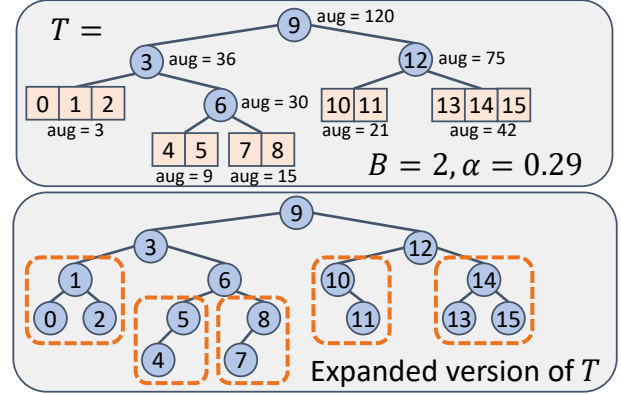 T =
9
aug = 120
3
aug = 36
12
aug = 75
0 1 2
aug = 3
6
aug = 30
10 11
aug = 21
13 14 15
aug = 42
4 5
aug = 9
7 8
aug = 15
B = 2, α = 0.29
9
3
12
1
6
10
14
0
2
5
8
11
13
15
4
7
Expanded version of T